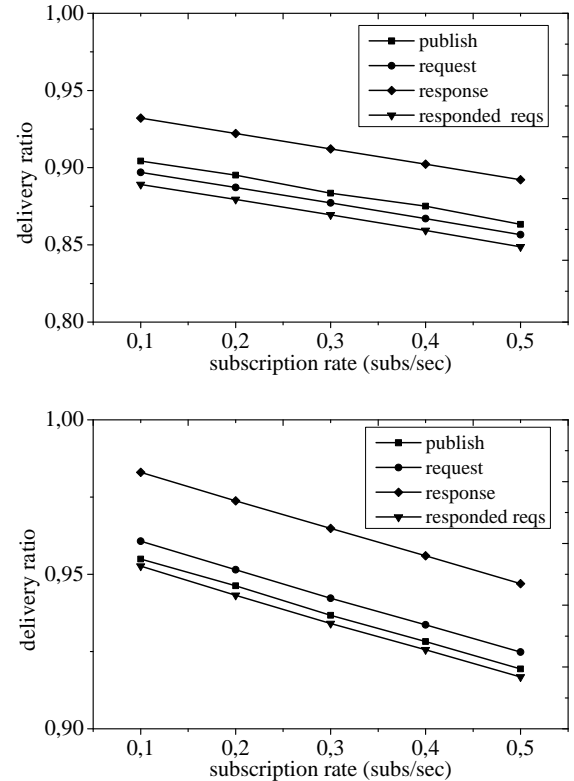 1,00
0,95
0,90
0,85
0,80
delivery ratio
publish
request
response
responded reqs
0,1 0,2 0,3 0,4 0,5
subscription rate (subs/sec)
1,00
0,95
0,90
delivery ratio
publish
request
response
responded reqs
0,1 0,2 0,3 0,4 0,5
subscription rate (subs/sec)